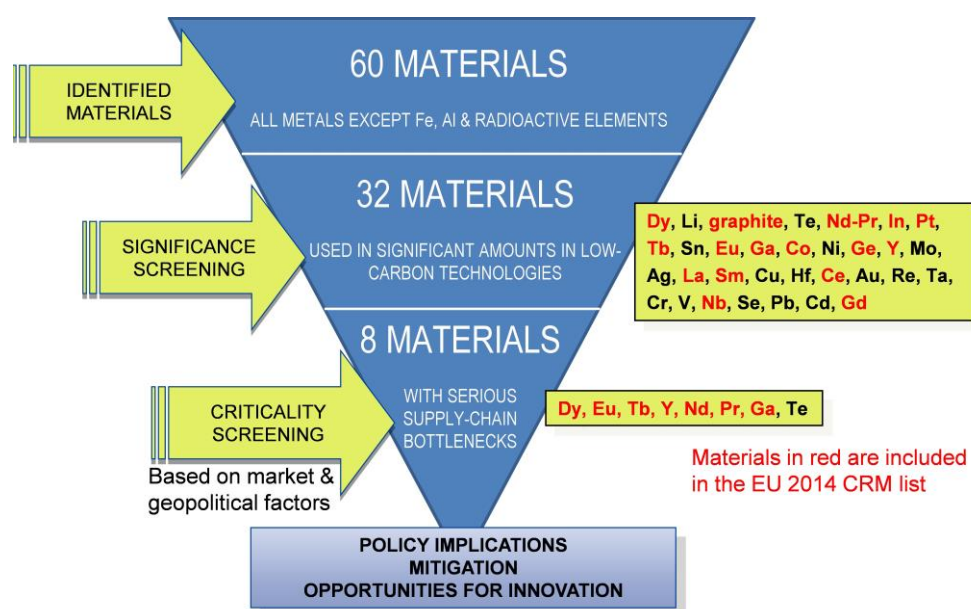 60 MATERIALS
IDENTIFIED
MATERIALS
ALL METALS EXCEPT Fe, Al & RADIOACTIVE ELEMENTS
32 MATERIALS
SIGNIFICANCE
SCREENING
USED IN SIGNIFICANT AMOUNTS IN LOW-
CARBON TECHNOLOGIES
Dy, Li, graphite, Te, Nd-Pr, In, Pt,
Tb, Sn, Eu, Ga, Co, Ni, Ge, Y, Mo,
Ag, La, Sm, Cu, Hf, Ce, Au, Re, Ta,
Cr, V, Nb, Se, Pb, Cd, Gd
8 MATERIALS
CRITICALITY
SCREENING
WITH SERIOUS
SUPPLY-CHAIN
BOTTLENECKS
Dy, Eu, Tb, Y, Nd, Pr, Ga, Te
Based on market &
geopolitical factors
Materials in red are included
in the EU 2014 CRM list
POLICY IMPLICATIONS
MITIGATION
OPPORTUNITIES FOR INNOVATION